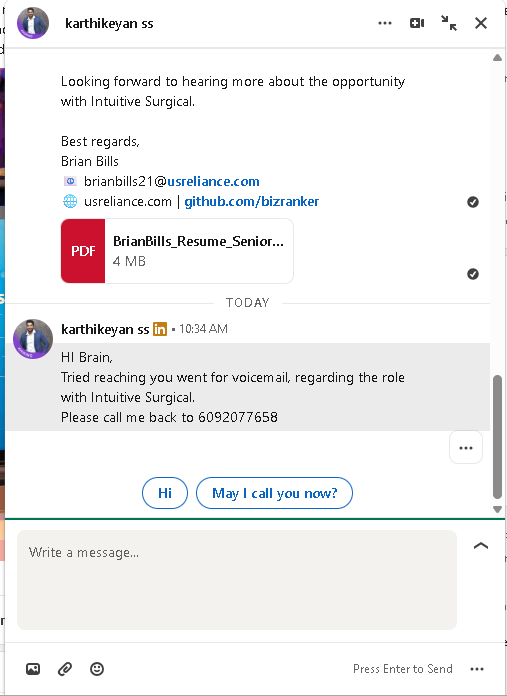 karthikeyan ss
Looking forward to hearing more about the opportunity
with Intuitive Surgical.
Best regards,
Brian Bills
brianbills21@usreliance.com
usreliance.com | github.com/bizranker
PDF
BrianBills_Resume_Senior...
4 MB
TODAY
karthikeyan ss in • 10:34 AM
HI Brain,
Tried reaching you went for voicemail, regarding the role
with Intuitive Surgical.
Please call me back to 6092077658
Hi
May I call you now?
Write a message...
Press Enter to Send